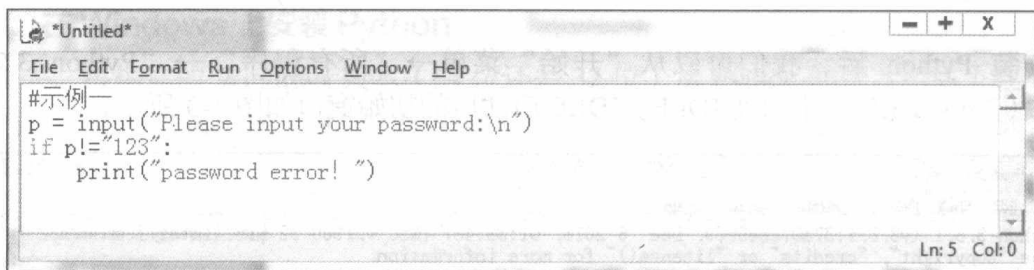 *Untitled*
File Edit Format Run Options Window Help
#示例一
p = input("Please input your password:\n")
if p!="123":
    print("password error! ")
Ln: 5 Col: 0